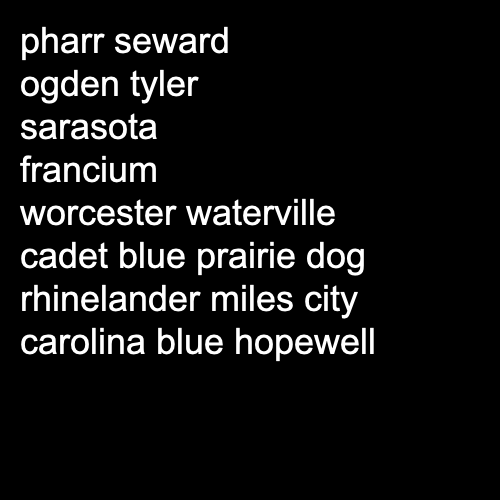 pharr seward
ogden tyler
sarasota
francium
worcester waterville
cadet blue prairie dog
rhinelander miles city
carolina blue hopewell